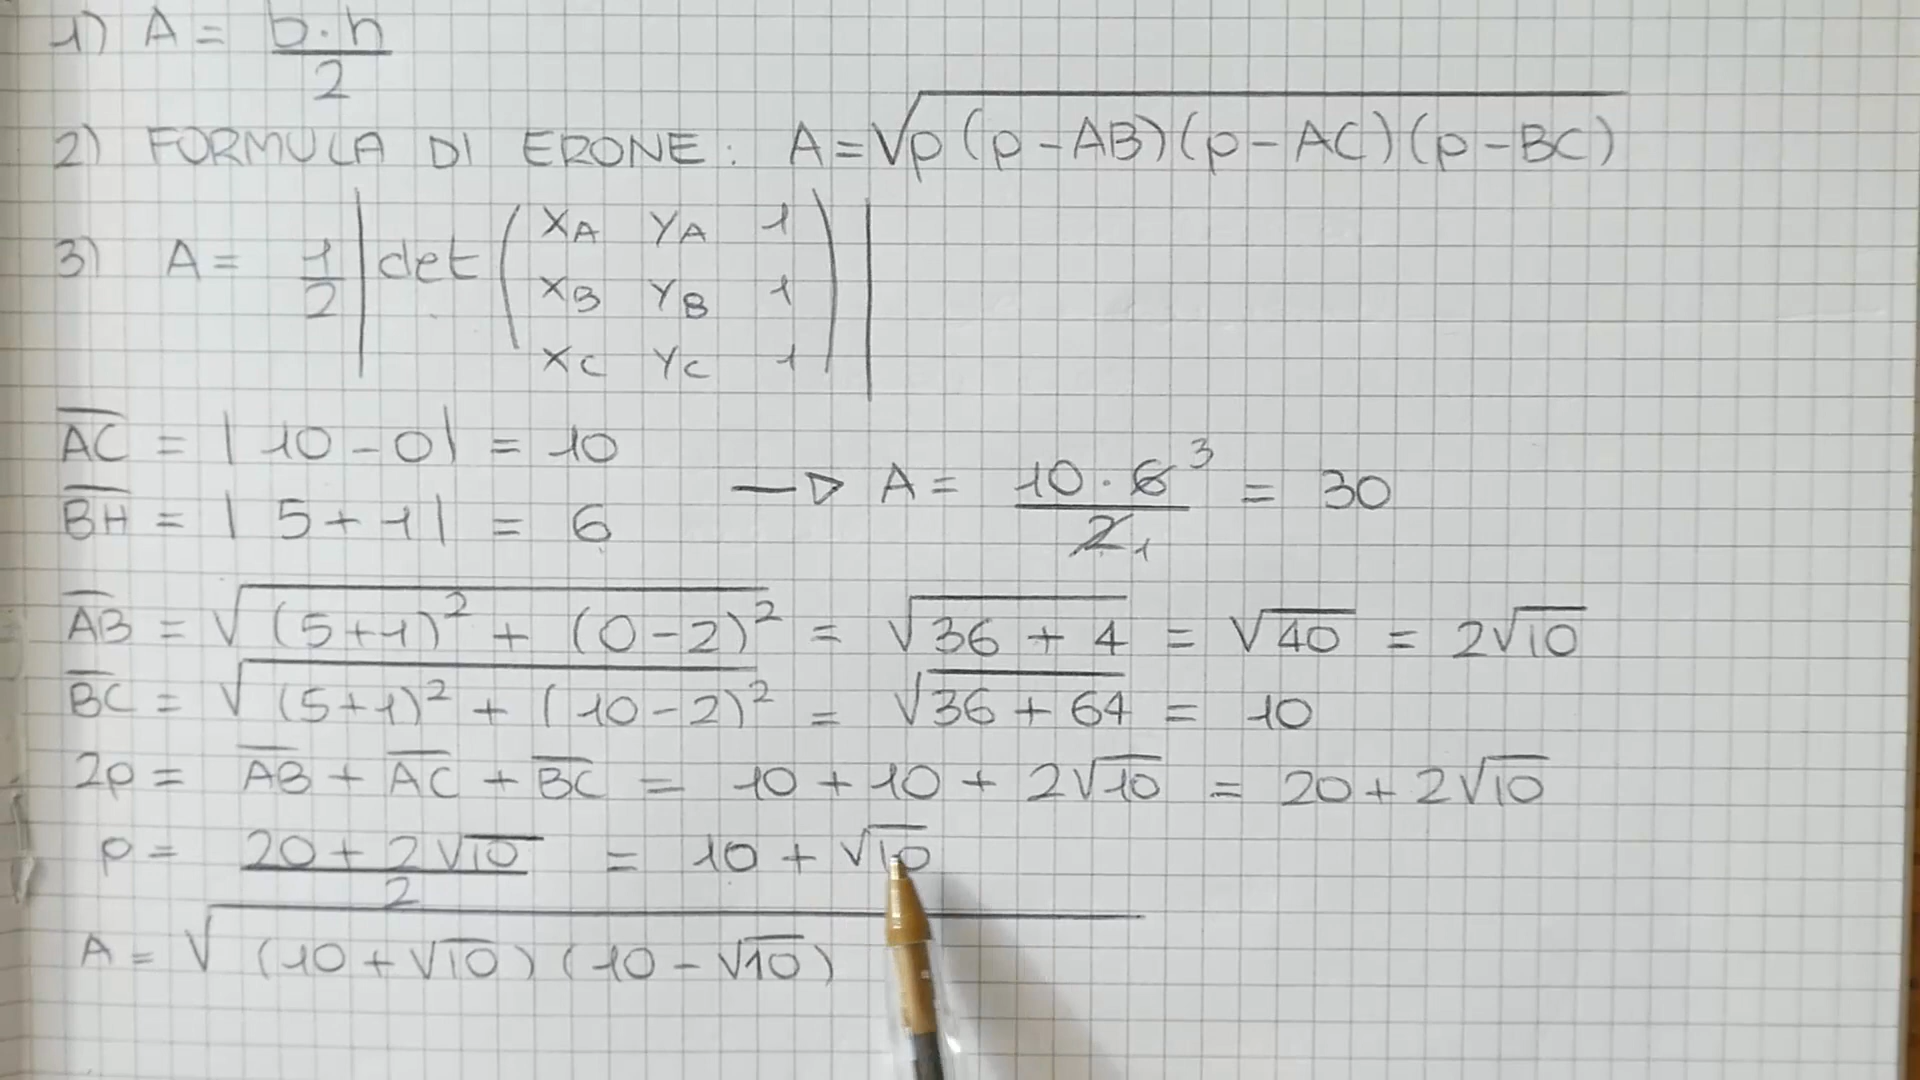 1) A = b·h / 2
2) FORMULA DI ERONE: A = √p(p-AB)(p-AC)(p-BC)
3) A = 1/2 |det (
xA yA 1
xB yB 1
xC yC 1
)|
AC = |10-0| = 10
BH = |5+1| = 6
—▷ A = 10·6³ / 2₁ = 30
AB = √(5+1)² + (0-2)² = √36+4 = √40 = 2√10
BC = √(5+1)² + (10-2)² = √36+64 = 10
2p = AB + AC + BC = 10+10+2√10 = 20+2√10
p = 20+2√10 / 2 = 10+√10
A = √(10+√10)(10-√10)